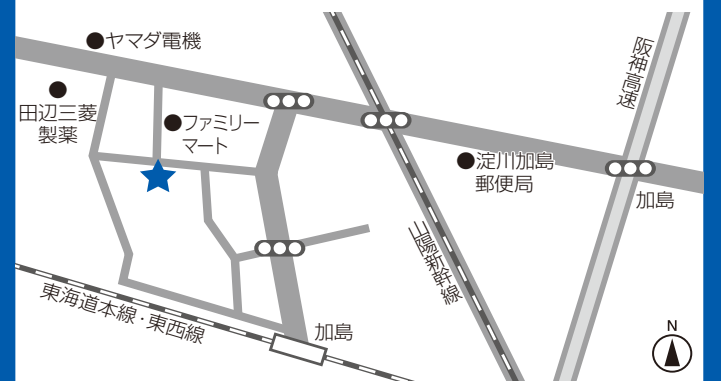 ヤマダ電機
阪神高速
田辺三菱
製薬
ファミリー
マート
淀川加島
郵便局
加島
山陽新幹線
東海道本線・東西線
加島
N